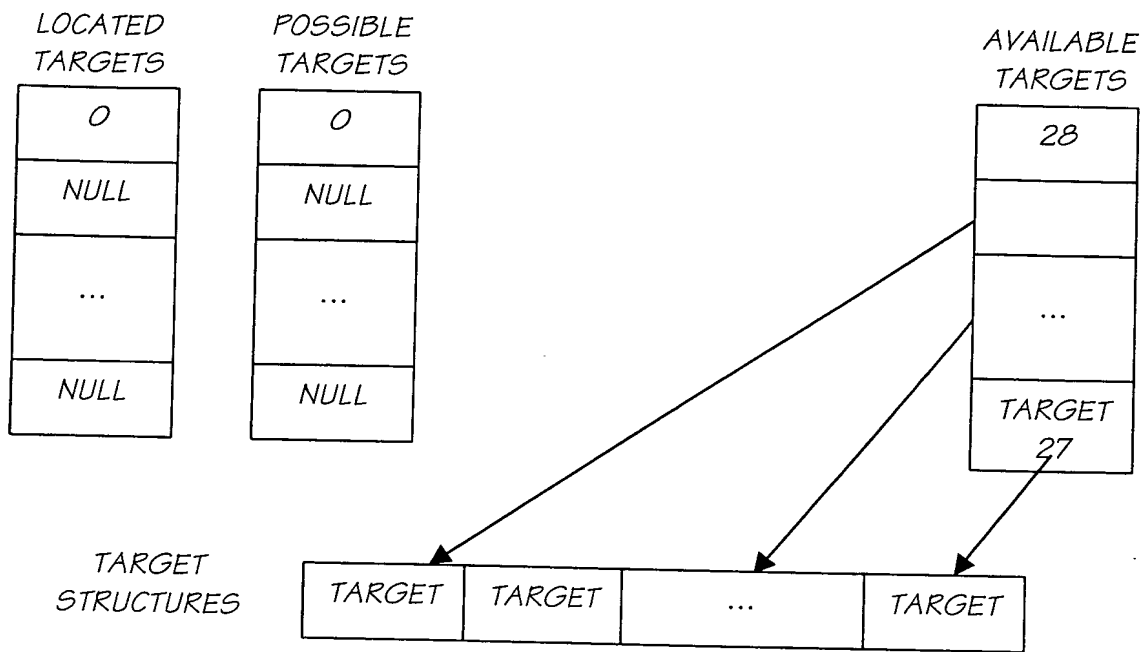 LOCATED
TARGETS
0
NULL
...
NULL
POSSIBLE
TARGETS
0
NULL
...
NULL
AVAILABLE
TARGETS
28
...
TARGET
27
TARGET
STRUCTURES
TARGET
TARGET
...
TARGET